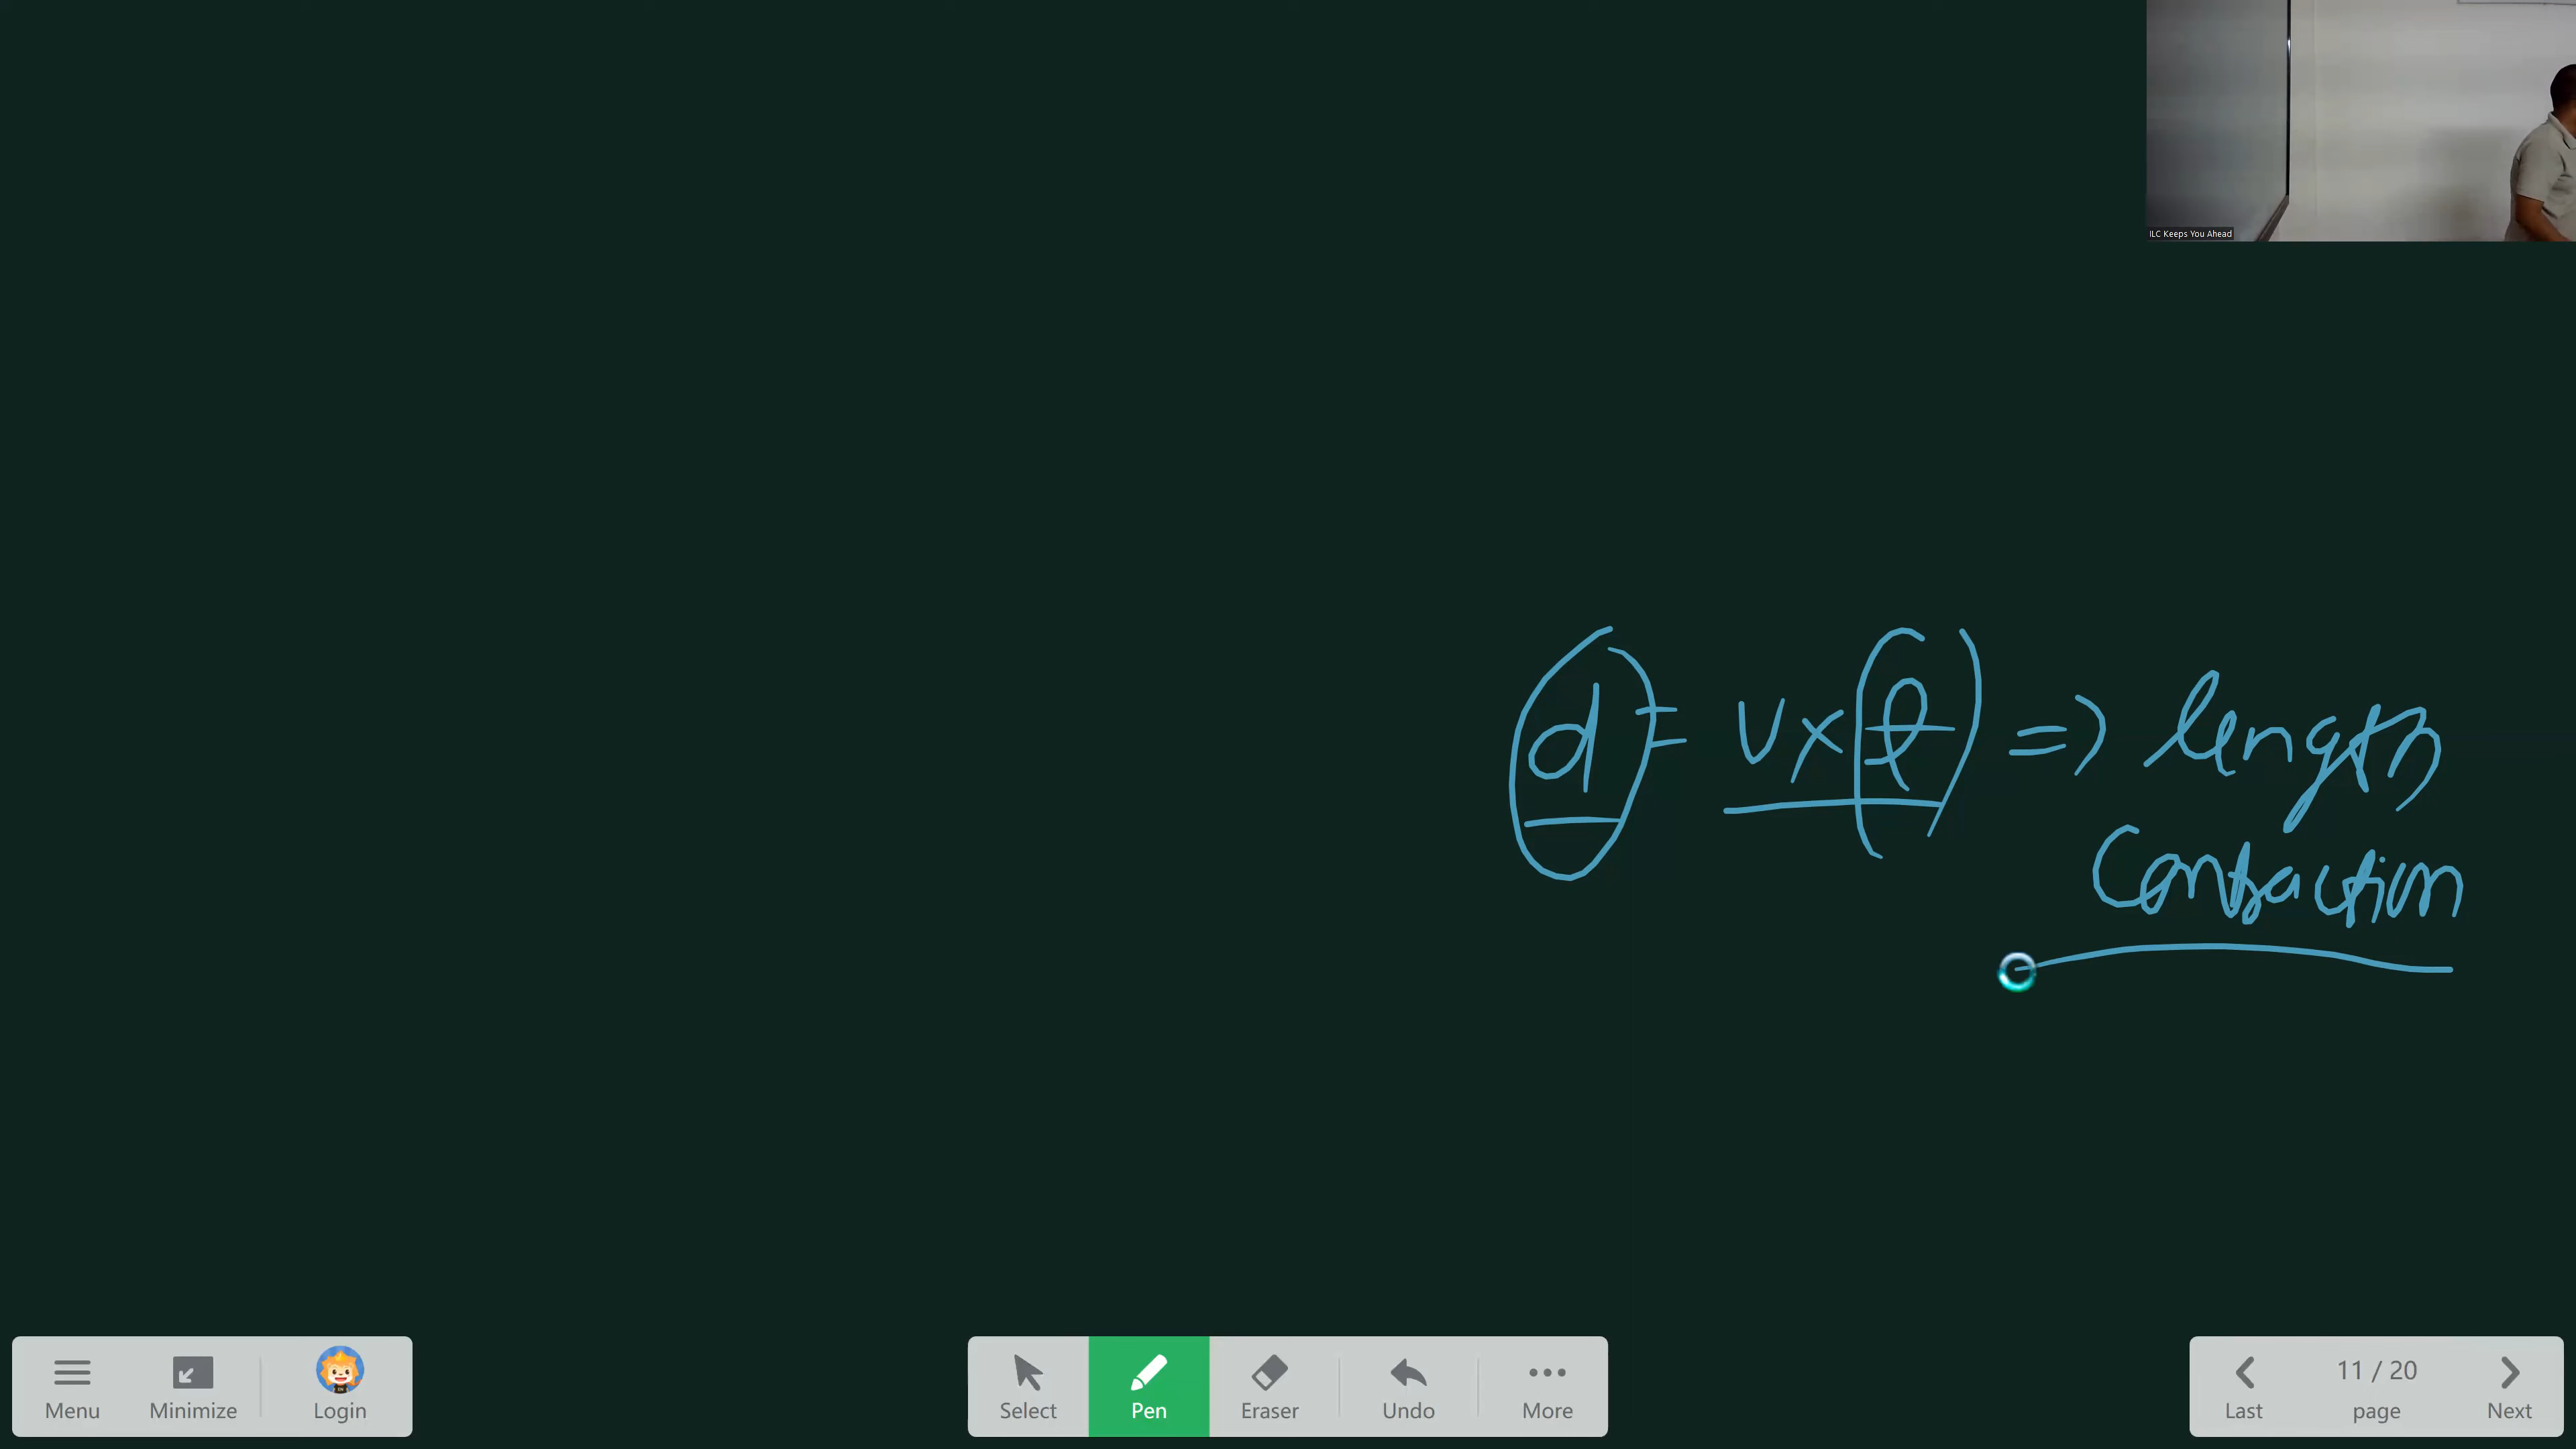 ILC Keeps You Ahead
d = v × (t) => length
Contraction
Menu Minimize Login Select Pen Eraser Undo More Last 11 / 20 page Next